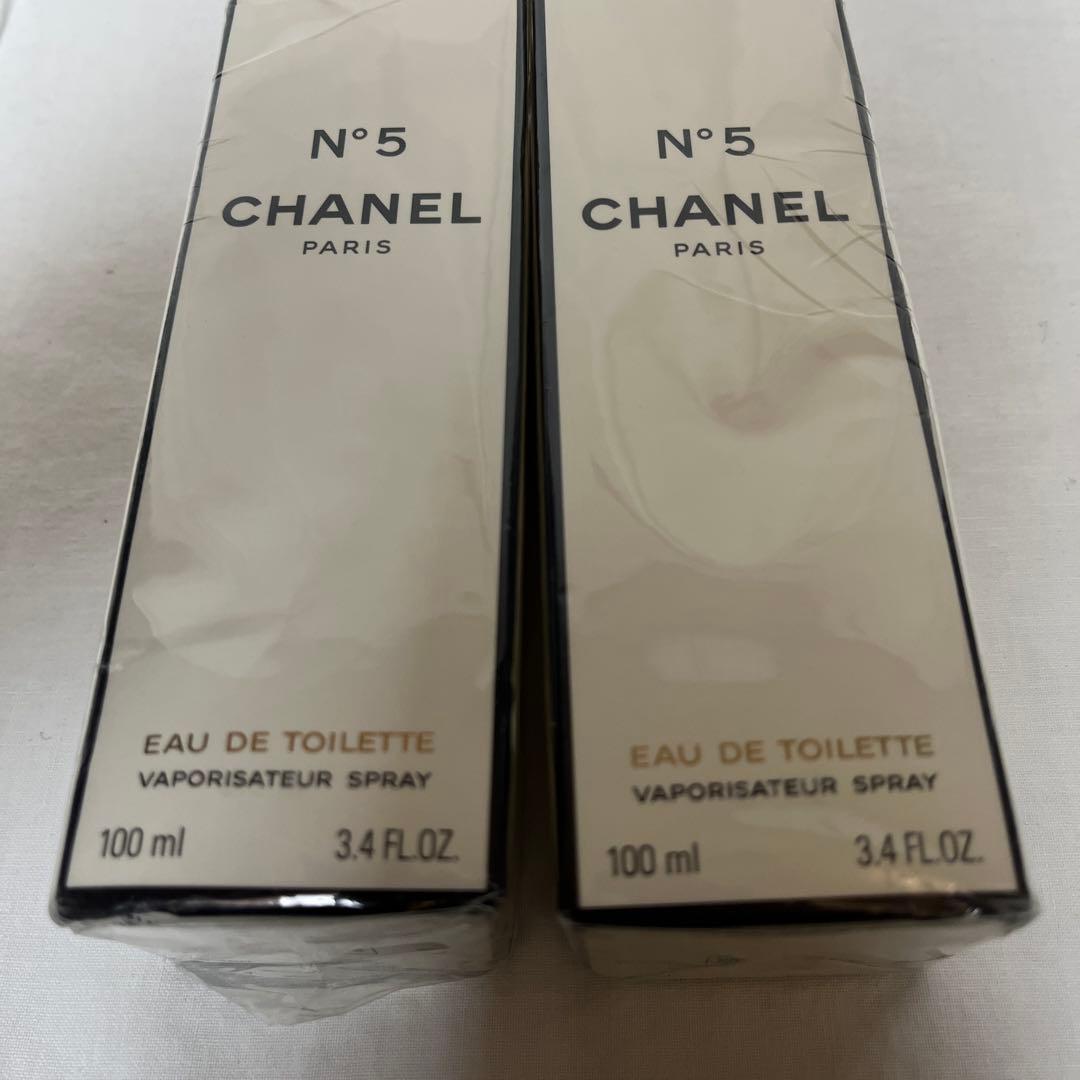 N°5
CHANEL
PARIS
EAU DE TOILETTE
VAPORISATEUR SPRAY
100 ml 3.4 FL.OZ.
N°5
CHANEL
PARIS
EAU DE TOILETTE
VAPORISATEUR SPRAY
100 ml 3.4 FL.OZ.